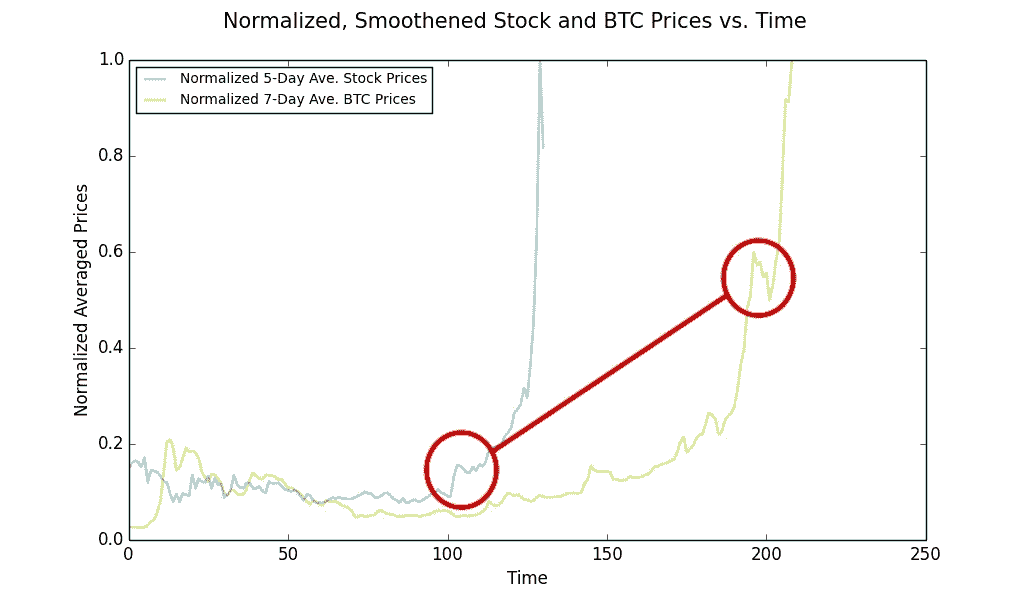 Normalized, Smoothened Stock and BTC Prices vs. Time
Normalized 5-Day Ave. Stock Prices
Normalized 7-Day Ave. BTC Prices
Normalized Averaged Prices
1.0
0.8
0.6
0.4
0.2
0.0
0 50 100 150 200 250
Time